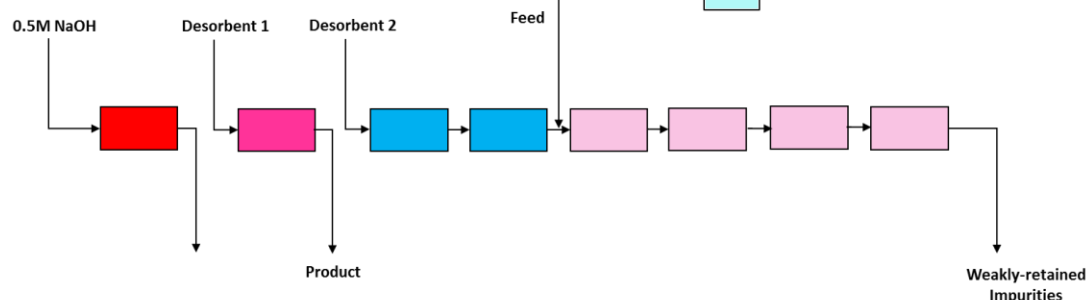 Feed
0.5M NaOH
Desorbent 1
Desorbent 2
Product
Weakly-retained
Impurities